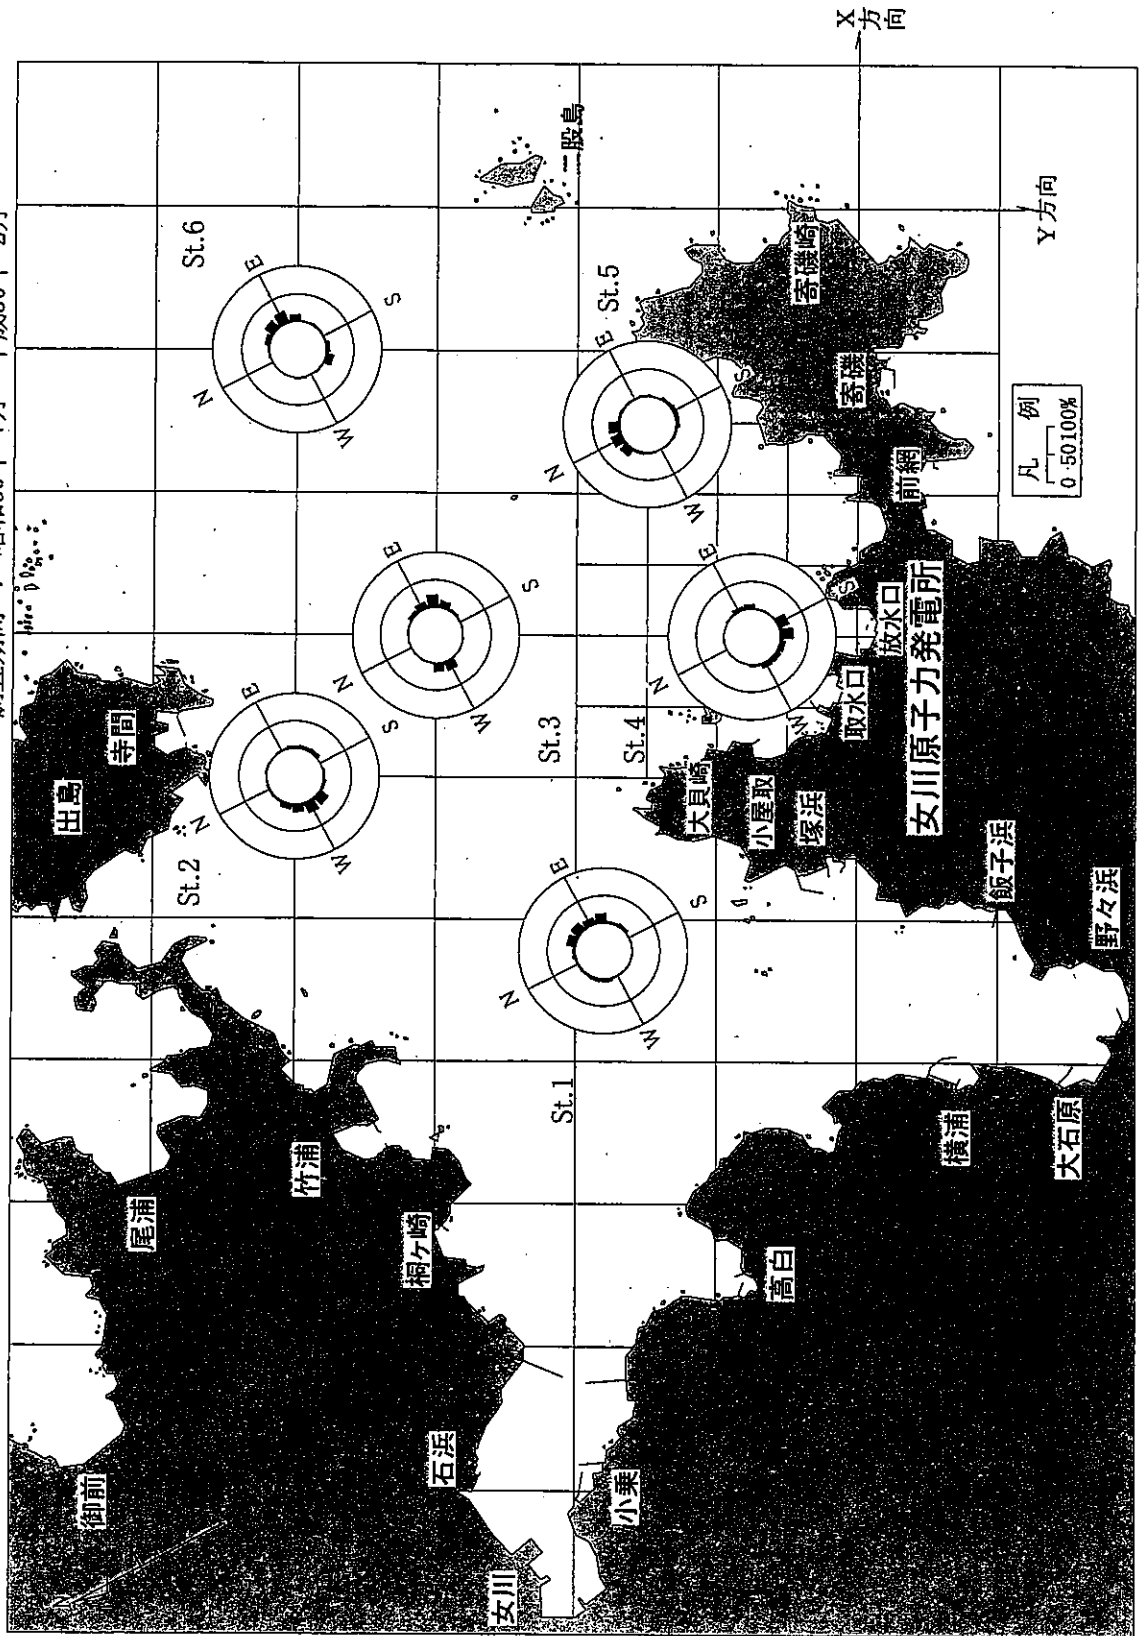 X
方向
Y方向
St.6
E
S
N
W
二股島
St.5
E
S
N
W
寄磯崎
寄磯
前網
凡 例
0 50100%
E
S
N
W
St.3
E
S
N
W
St.4
放水口
取水口
女川原子力発電所
出島
寺間
E
S
N
W
St.2
大貝崎
小屋取
塚浜
飯子浜
野々浜
E
S
N
W
St.1
尾浦
竹浦
桐ケ崎
高白
横浦
大石原
御前
石浜
小乗
女川